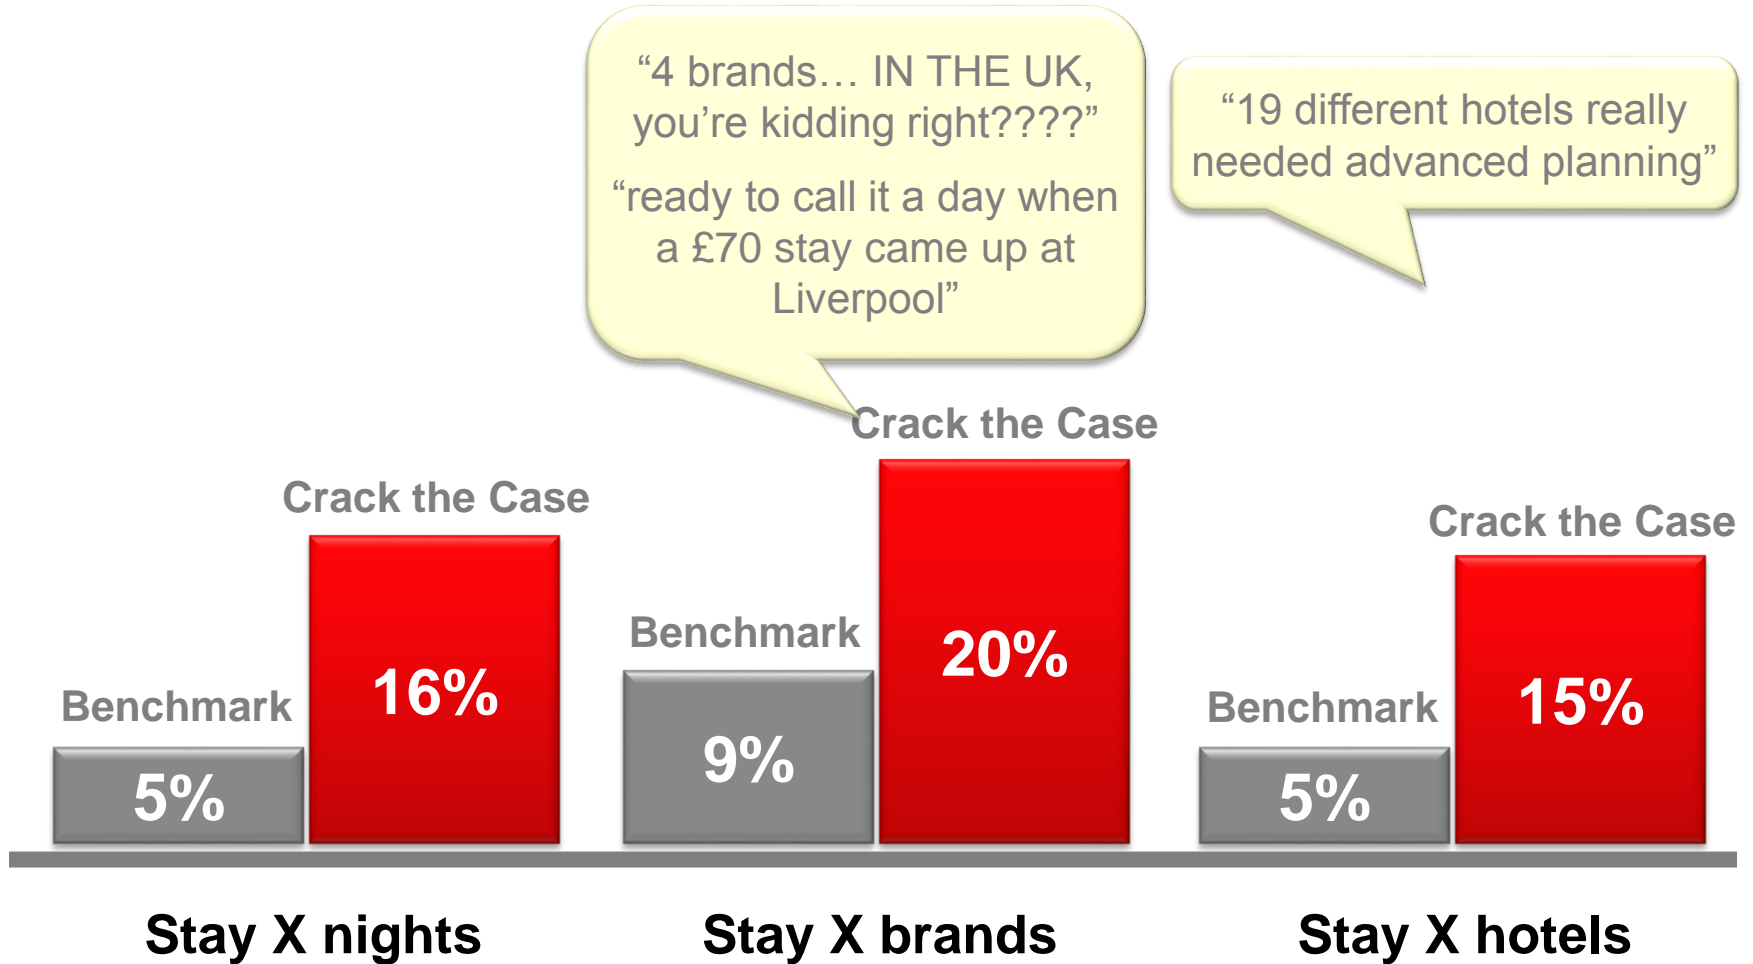 “4 brands… IN THE UK,
you’re kidding right????”
“ready to call it a day when
a £70 stay came up at
Liverpool”
“19 different hotels really
needed advanced planning”
Crack the Case
Crack the Case
Crack the Case
Benchmark
Benchmark
Benchmark
5%
16%
9%
20%
5%
15%
Stay X nights
Stay X brands
Stay X hotels